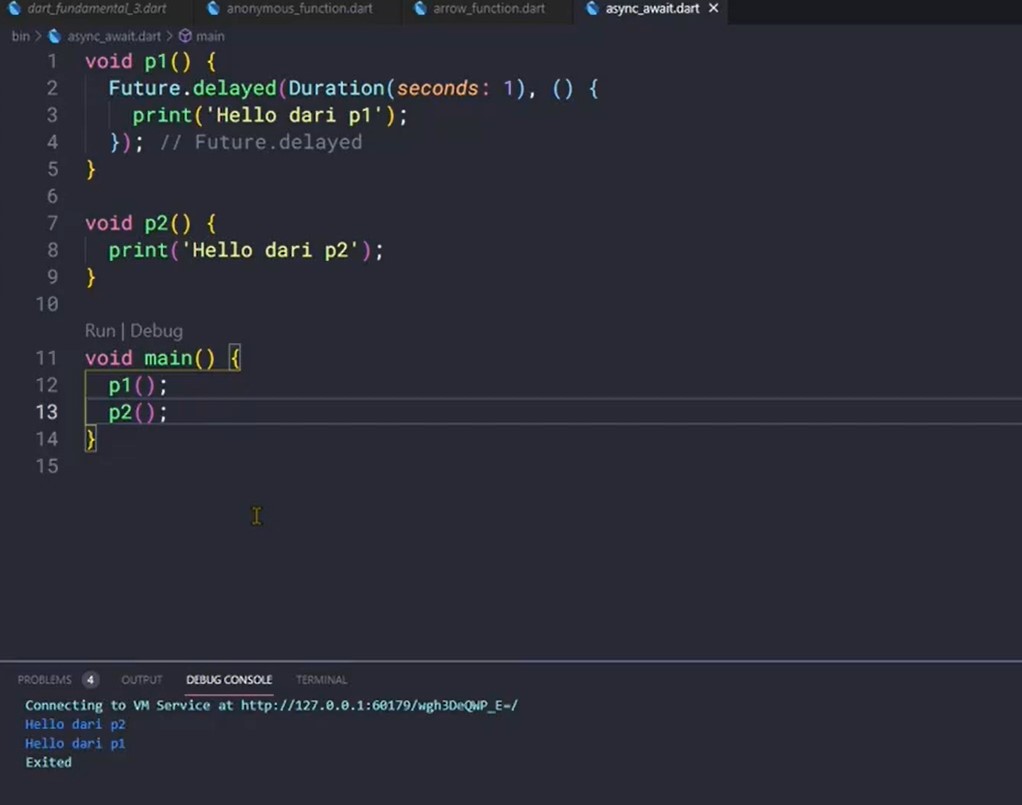 dart_fundamental_3.dart anonymous_function.dart arrow_function.dart async_await.dart ×
bin > async_await.dart > main
1 void p1() {
2 Future.delayed(Duration(seconds: 1), () {
3 print('Hello dari p1');
4 }); // Future.delayed
5 }
6
7 void p2() {
8 print('Hello dari p2');
9 }
10
Run | Debug
11 void main() {
12 p1();
13 p2();
14 }
15
PROBLEMS 4 OUTPUT DEBUG CONSOLE TERMINAL
Connecting to VM Service at http://127.0.0.1:60179/wgh3DeQWP_E=/
Hello dari p2
Hello dari p1
Exited